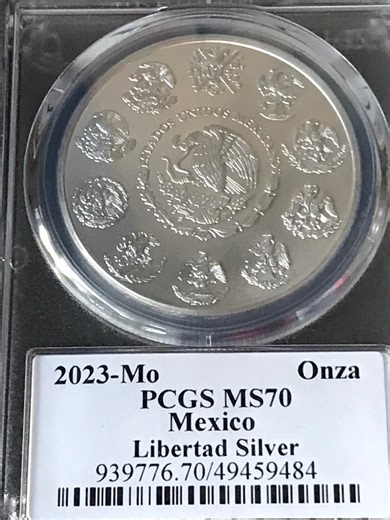 ESTADOS UNIDOS MEXICANOS
2023-Mo Onza
PCGS MS70
Mexico
Libertad Silver
939776.70/49459484